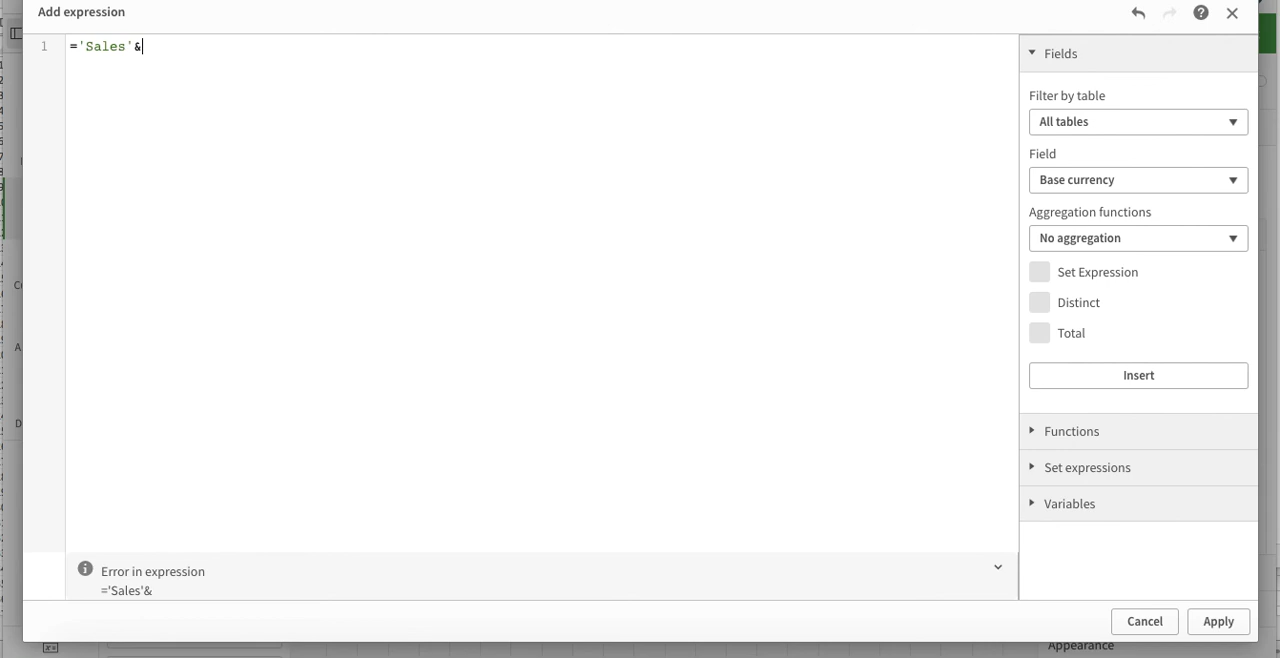 Add expression
1 ='Sales'&
Fields
Filter by table
All tables
Field
Base currency
Aggregation functions
No aggregation
Set Expression
Distinct
Total
Insert
Functions
Set expressions
Variables
Error in expression
='Sales'&
Cancel
Apply
Appearance